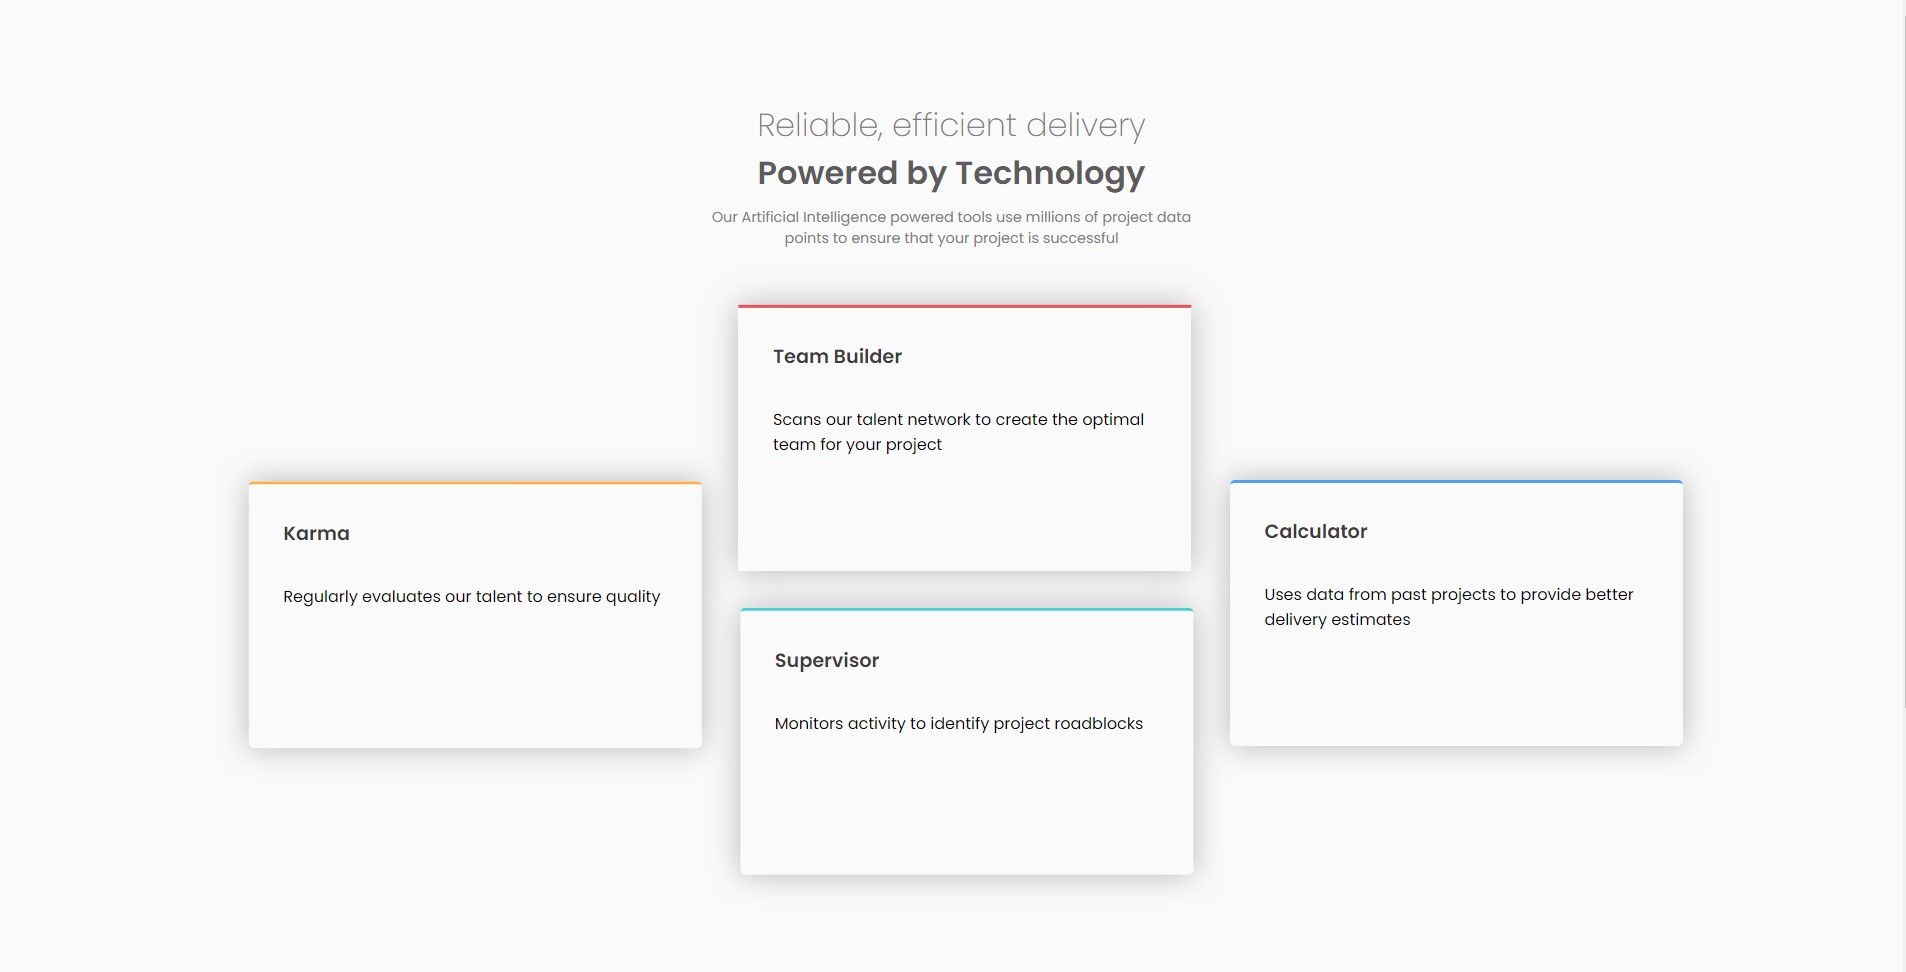 Reliable, efficient delivery
Powered by Technology
Our Artificial Intelligence powered tools use millions of project data
points to ensure that your project is successful
Team Builder
Scans our talent network to create the optimal
team for your project
Karma
Regularly evaluates our talent to ensure quality
Calculator
Uses data from past projects to provide better
delivery estimates
Supervisor
Monitors activity to identify project roadblocks